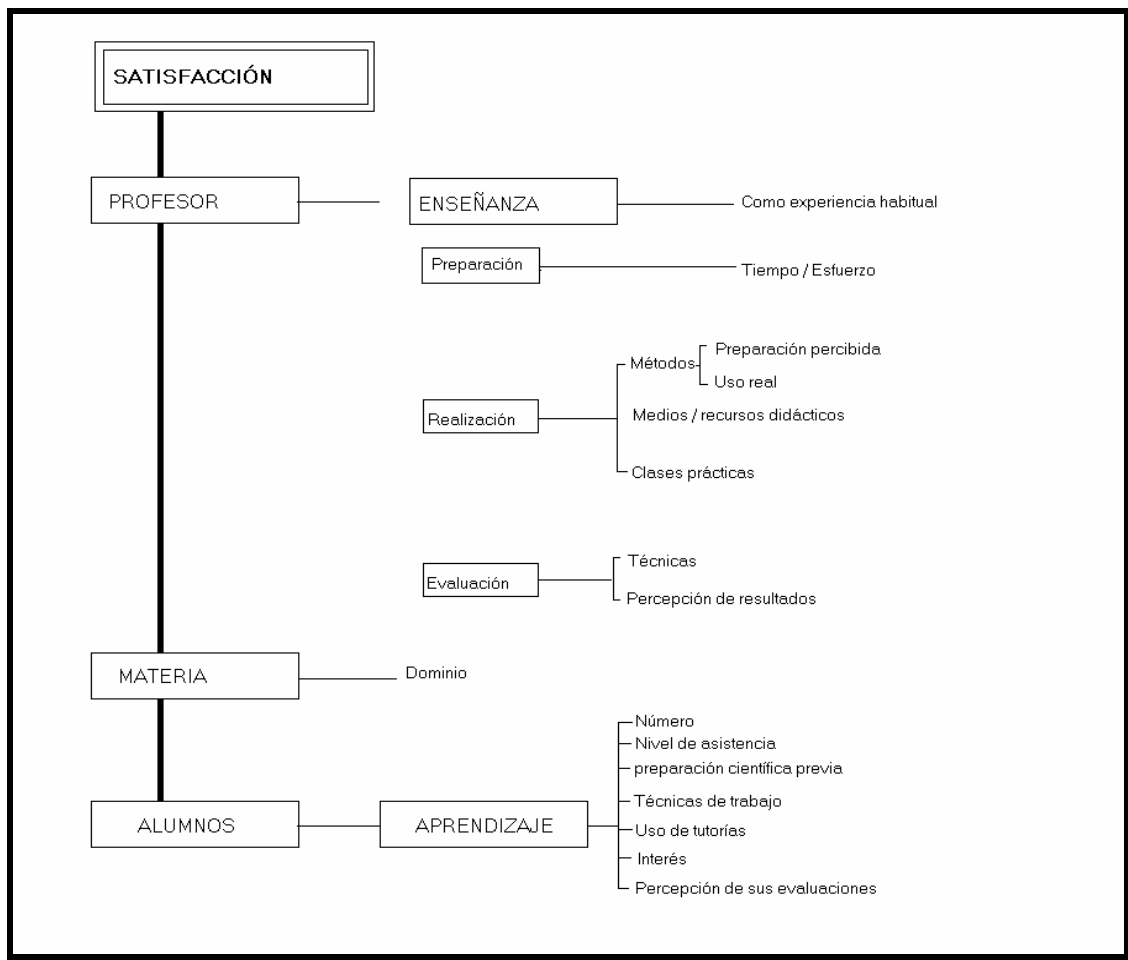 SATISFACCIÓN
PROFESOR
ENSEÑANZA
Como experiencia habitual
Preparación
Tiempo / Esfuerzo
Métodos
Preparación percibida
Uso real
Realización
Medios / recursos didácticos
Clases prácticas
Evaluación
Técnicas
Percepción de resultados
MATERIA
Dominio
ALUMNOS
APRENDIZAJE
Número
Nivel de asistencia
preparación científica previa
Técnicas de trabajo
Uso de tutorías
Interés
Percepción de sus evaluaciones